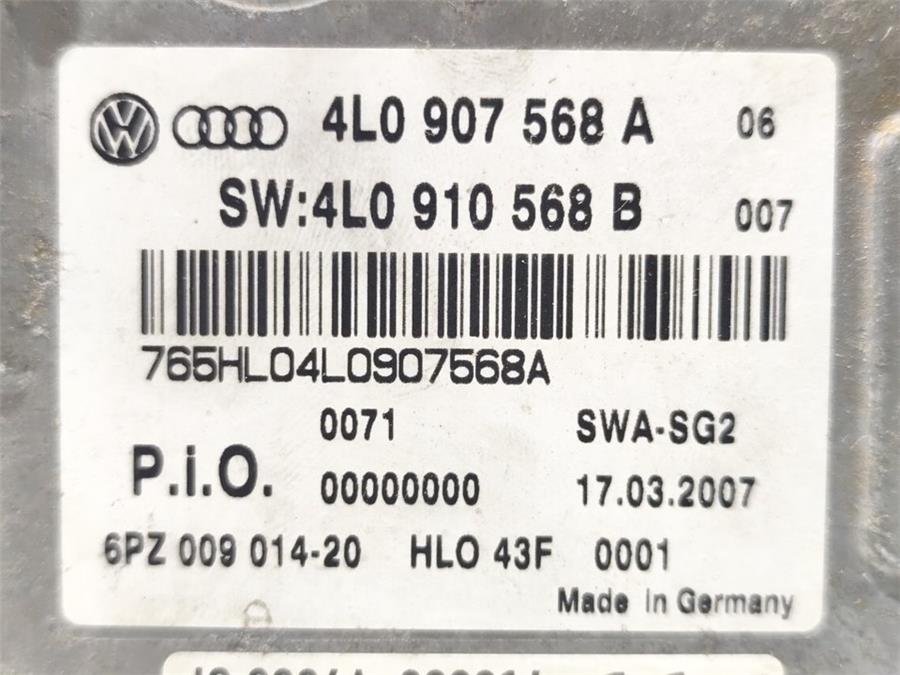 4L0 907 568 A 06
SW:4L0 910 568 B 007
765HL04L0907568A
0071 SWA-SG2
P.i.O. 00000000 17.03.2007
6PZ 009 014-20 HLO 43F 0001
Made in Germany